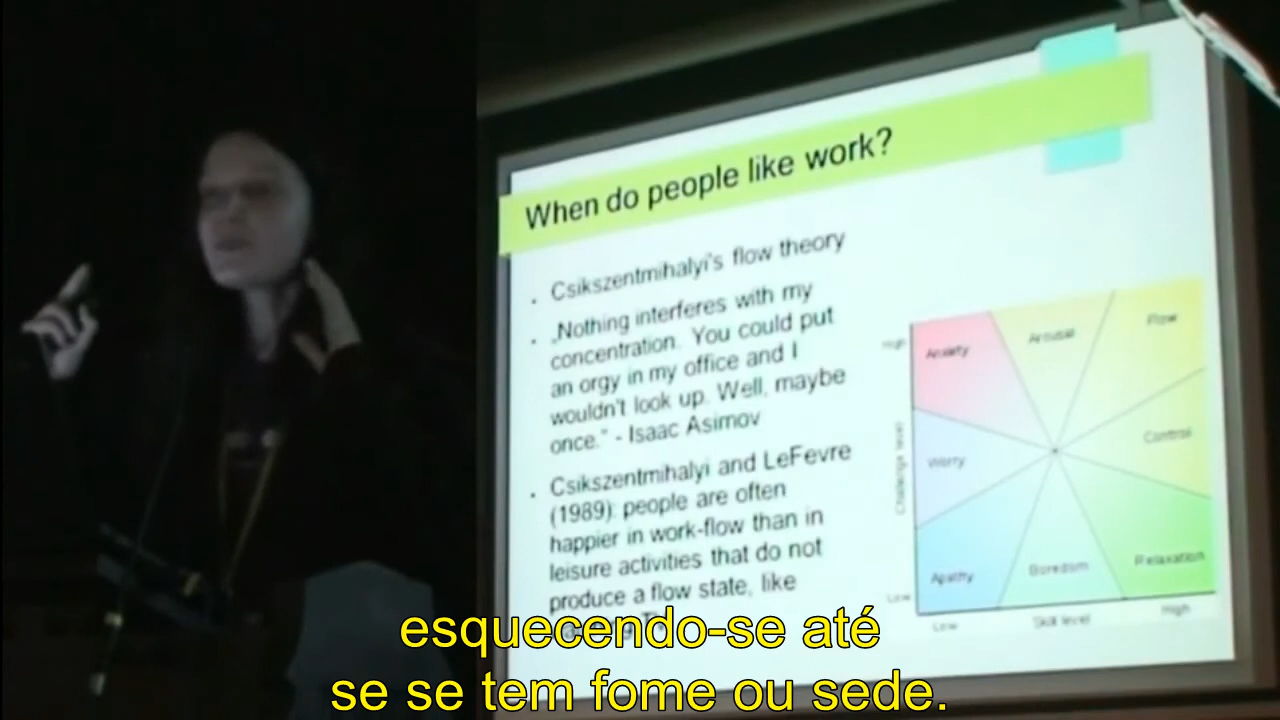 When do people like work?
. Csikszentmihalyi's flow theory
. „Nothing interferes with my
concentration. You could put
an orgy in my office and I
wouldn't look up. Well, maybe
once." - Isaac Asimov
. Csikszentmihalyi and LeFevre
(1989): people are often
happier in work-flow than in
leisure activities that do not
produce a flow state, like
High
Challenge level
Low
Anxiety
Arousal
Flow
Worry
Control
Apathy
Boredom
Relaxation
Low
Skill level
High
esquecendo-se até
se se tem fome ou sede.